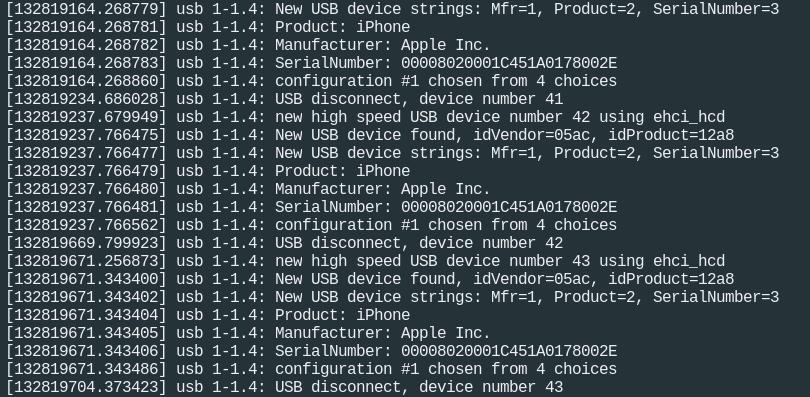 [132819164.268779] usb 1-1.4: New USB device strings: Mfr=1, Product=2, SerialNumber=3
[132819164.268781] usb 1-1.4: Product: iPhone
[132819164.268782] usb 1-1.4: Manufacturer: Apple Inc.
[132819164.268783] usb 1-1.4: SerialNumber: 00008020001C451A0178002E
[132819164.268860] usb 1-1.4: configuration #1 chosen from 4 choices
[132819234.686028] usb 1-1.4: USB disconnect, device number 41
[132819237.679949] usb 1-1.4: new high speed USB device number 42 using ehci_hcd
[132819237.766475] usb 1-1.4: New USB device found, idVendor=05ac, idProduct=12a8
[132819237.766477] usb 1-1.4: New USB device strings: Mfr=1, Product=2, SerialNumber=3
[132819237.766479] usb 1-1.4: Product: iPhone
[132819237.766480] usb 1-1.4: Manufacturer: Apple Inc.
[132819237.766481] usb 1-1.4: SerialNumber: 00008020001C451A0178002E
[132819237.766562] usb 1-1.4: configuration #1 chosen from 4 choices
[132819669.799923] usb 1-1.4: USB disconnect, device number 42
[132819671.256873] usb 1-1.4: new high speed USB device number 43 using ehci_hcd
[132819671.343400] usb 1-1.4: New USB device found, idVendor=05ac, idProduct=12a8
[132819671.343402] usb 1-1.4: New USB device strings: Mfr=1, Product=2, SerialNumber=3
[132819671.343404] usb 1-1.4: Product: iPhone
[132819671.343405] usb 1-1.4: Manufacturer: Apple Inc.
[132819671.343406] usb 1-1.4: SerialNumber: 00008020001C451A0178002E
[132819671.343486] usb 1-1.4: configuration #1 chosen from 4 choices
[132819704.373423] usb 1-1.4: USB disconnect, device number 43